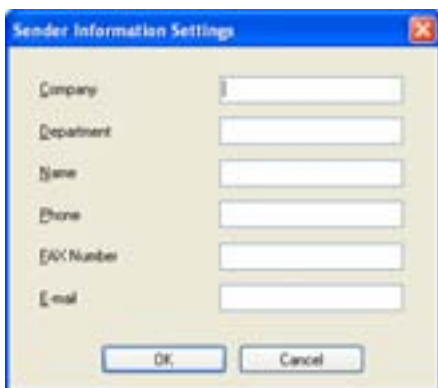 Sender Information Settings
Company
Department
Name
Phone
FAX Number
E-mail
OK
Cancel